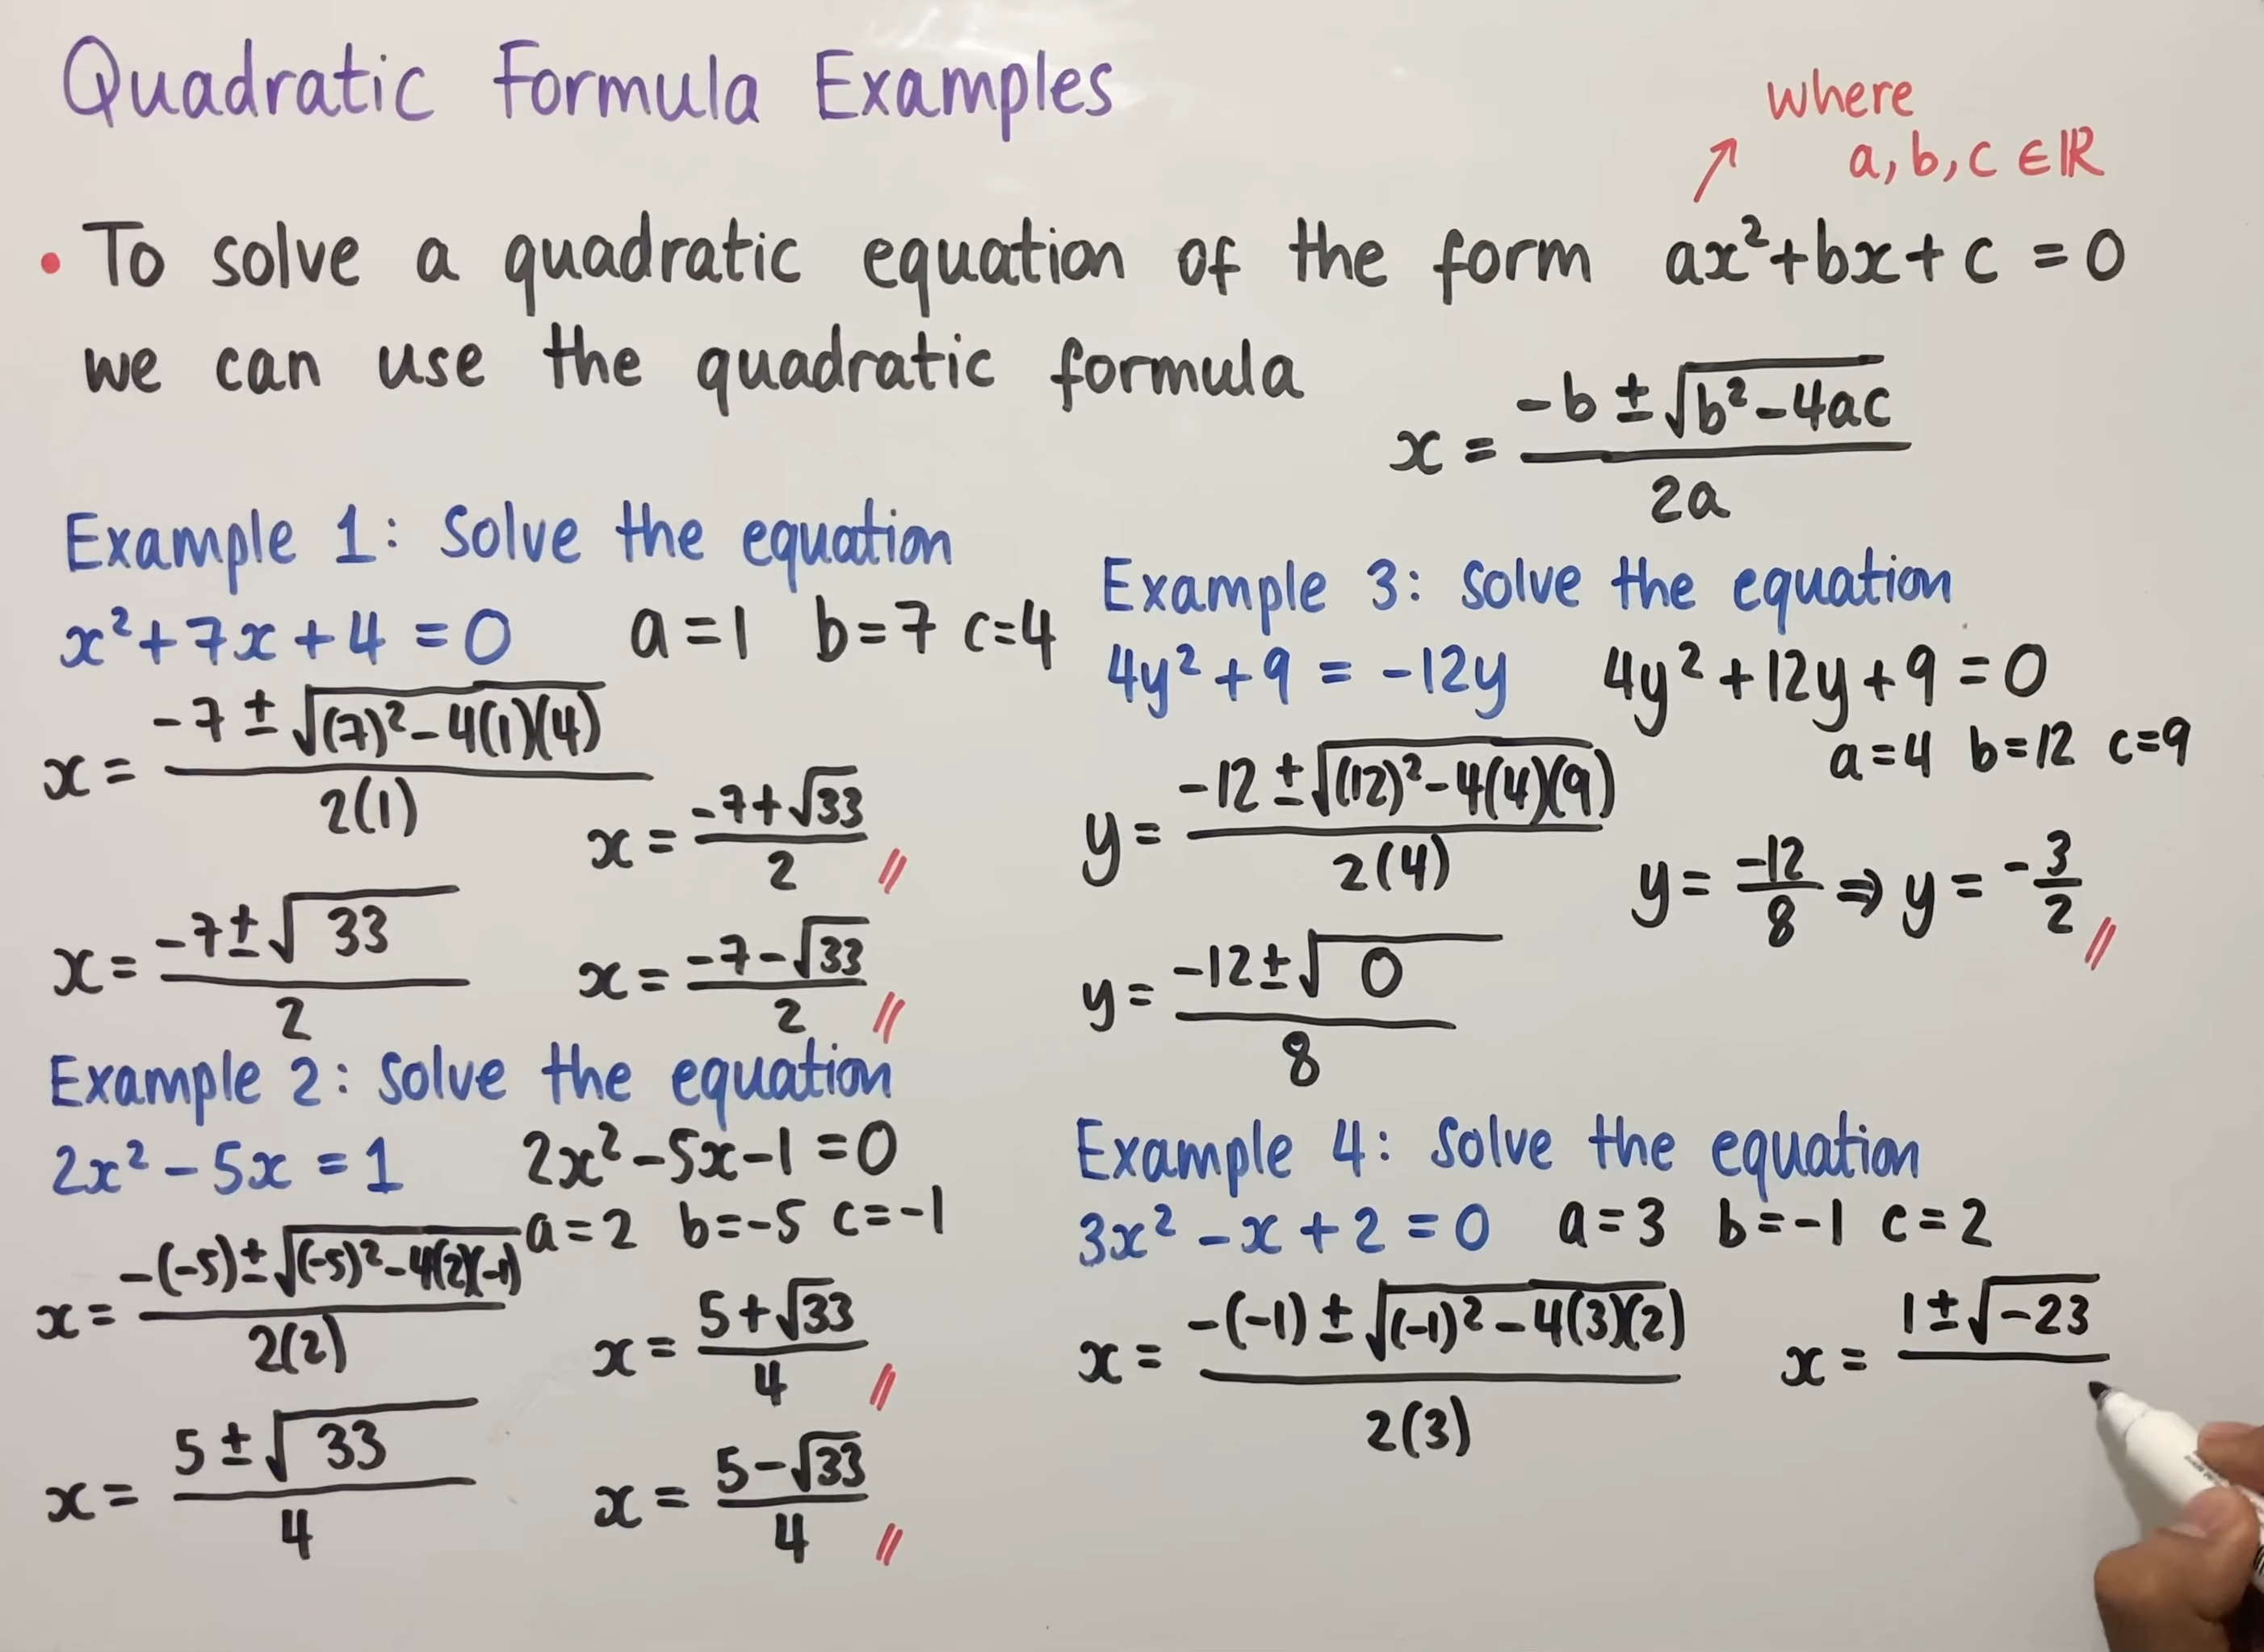 Quadratic Formula Examples
where
a, b, c ∈ ℝ
• To solve a quadratic equation of the form ax²+bx+c = 0
we can use the quadratic formula
x = (-b ± √(b²-4ac)) / 2a
Example 1: Solve the equation
x²+7x+4 = 0 a=1 b=7 c=4
x = (-7 ± √((7)²-4(1)(4))) / 2(1)
x = (-7+√33) / 2 //
x = (-7±√33) / 2
x = (-7-√33) / 2 //
Example 2: Solve the equation
2x² - 5x = 1 2x²-5x-1 = 0
a=2 b=-5 c=-1
x = (-(-5)±√((-5)²-4(2)(-1))) / 2(2)
x = (5+√33) / 4 //
x = (5±√33) / 4
x = (5-√33) / 4 //
Example 3: Solve the equation
4y²+9 = -12y 4y²+12y+9 = 0
a=4 b=12 c=9
y = (-12±√((12)²-4(4)(9))) / 2(4)
y = -12/8 ⇒ y = -3/2 //
y = (-12±√0) / 8
Example 4: Solve the equation
3x² - x + 2 = 0 a=3 b=-1 c=2
x = (-(-1) ± √((-1)²-4(3)(2))) / 2(3)
x = (1±√-23) /